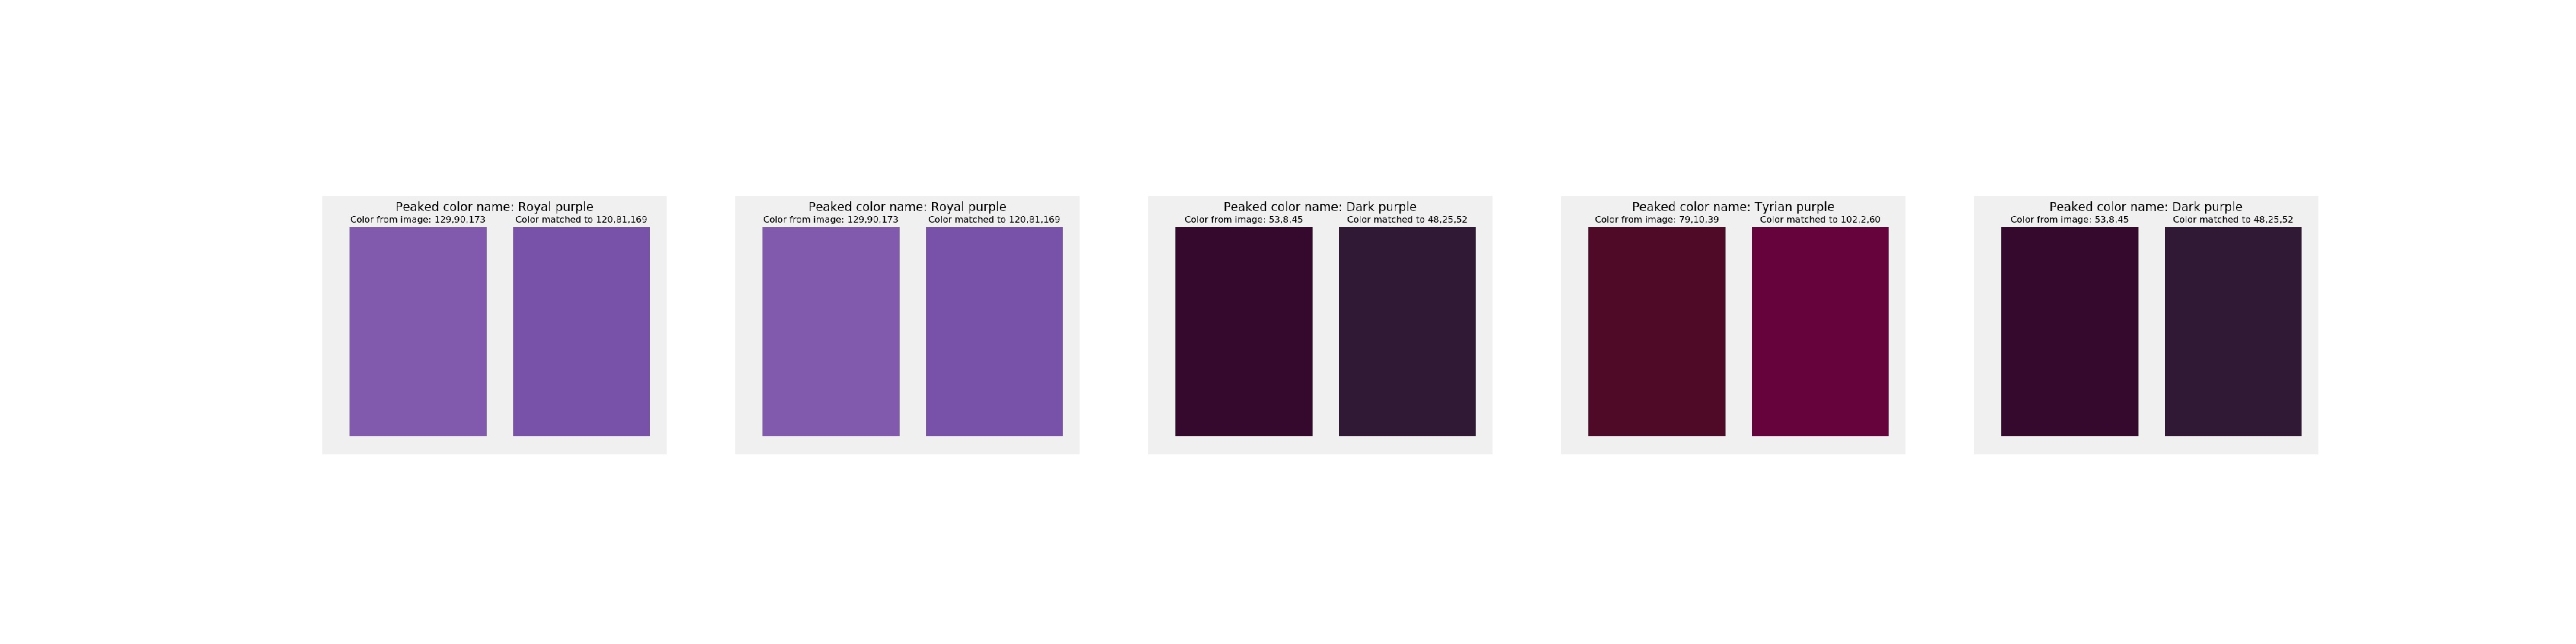 Peaked color name: Royal purple
Color from image: 129,90,173 Color matched to 120,81,169
Peaked color name: Royal purple
Color from image: 129,90,173 Color matched to 120,81,169
Peaked color name: Dark purple
Color from image: 53,8,45 Color matched to 48,25,52
Peaked color name: Tyrian purple
Color from image: 79,10,39 Color matched to 102,2,60
Peaked color name: Dark purple
Color from image: 53,8,45 Color matched to 48,25,52